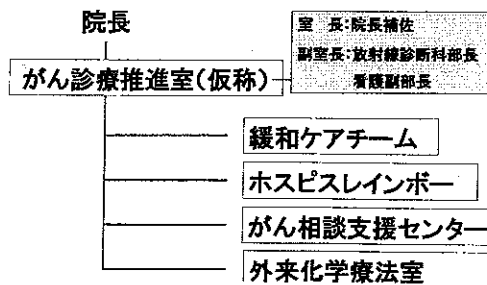 院長
室　長:院長補佐
副室長:放射線診断科部長
看護副部長
がん診療推進室(仮称)
緩和ケアチーム
ホスピスレインボー
がん相談支援センター
外来化学療法室